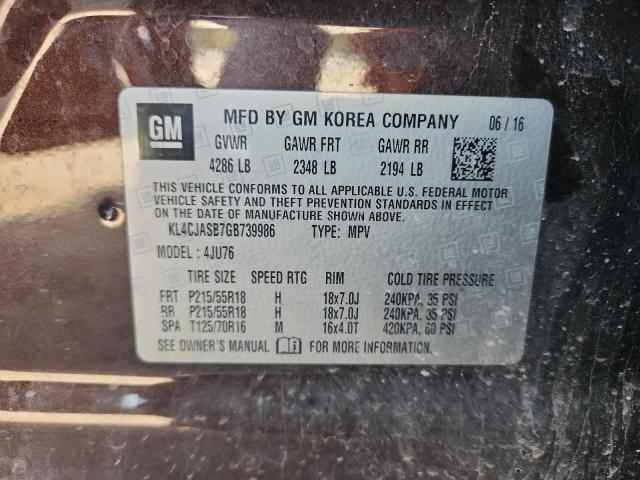 GM MFD BY GM KOREA COMPANY 06 / 16
GVWR GAWR FRT GAWR RR
4286 LB 2348 LB 2194 LB
THIS VEHICLE CONFORMS TO ALL APPLICABLE U.S. FEDERAL MOTOR
VEHICLE SAFETY AND THEFT PREVENTION STANDARDS IN EFFECT
ON THE DATE OF MANUFACTURE SHOWN ABOVE.
KL4CJASB7GB739986 TYPE: MPV
MODEL : 4JU76
TIRE SIZE SPEED RTG RIM COLD TIRE PRESSURE
FRT P215/55R18 H 18x7.0J 240KPA, 35 PSI
RR P215/55R18 H 18x7.0J 240KPA, 35 PSI
SPA T125/70R16 M 16x4.0T 420KPA, 60 PSI
SEE OWNER'S MANUAL FOR MORE INFORMATION.